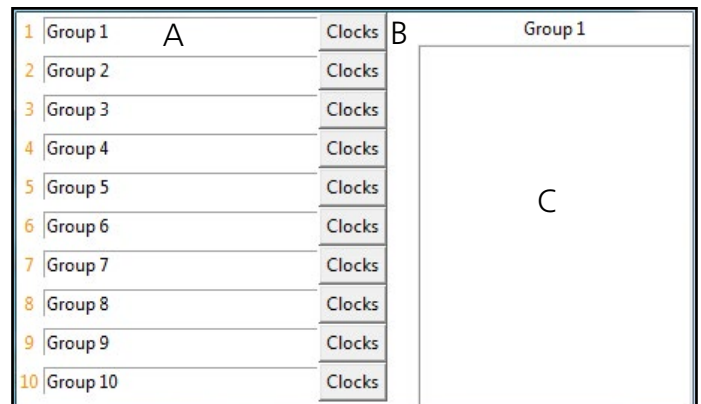 1 Group 1 A Clocks B Group 1
2 Group 2 Clocks
3 Group 3 Clocks
4 Group 4 Clocks
5 Group 5 Clocks
C
6 Group 6 Clocks
7 Group 7 Clocks
8 Group 8 Clocks
9 Group 9 Clocks
10 Group 10 Clocks